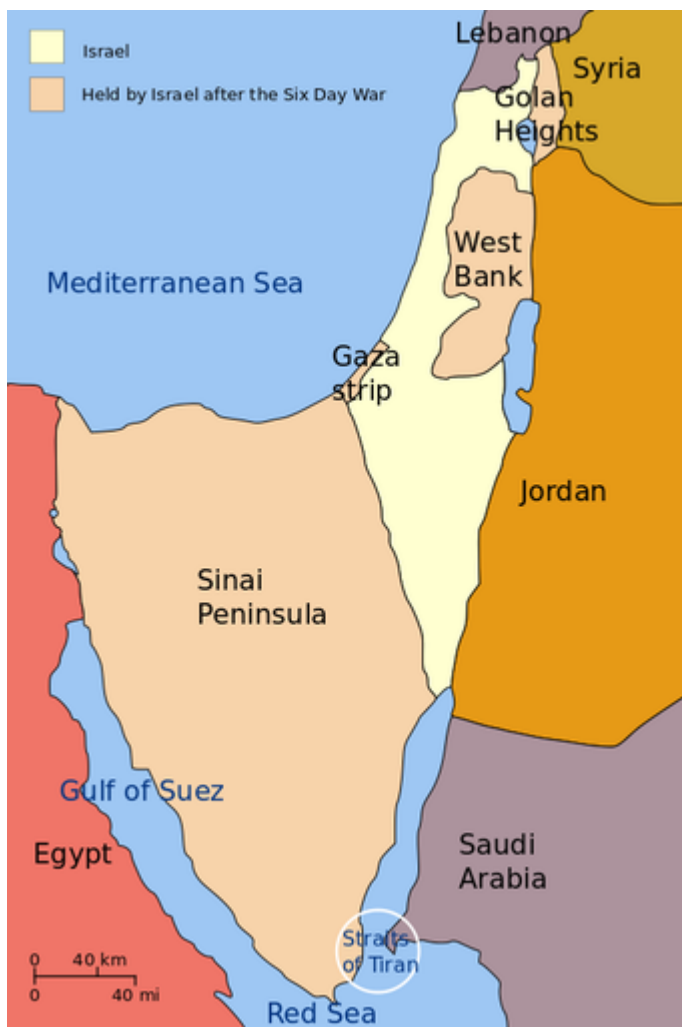 Lebanon
Israel
Syria
Held by Israel after the Six Day War
Golan
Heights
West
Bank
Mediterranean Sea
Gaza
strip
Jordan
Sinai
Peninsula
Gulf of Suez
Egypt
Saudi
Arabia
Straits
of Tiran
0 40 km
0 40 mi
Red Sea